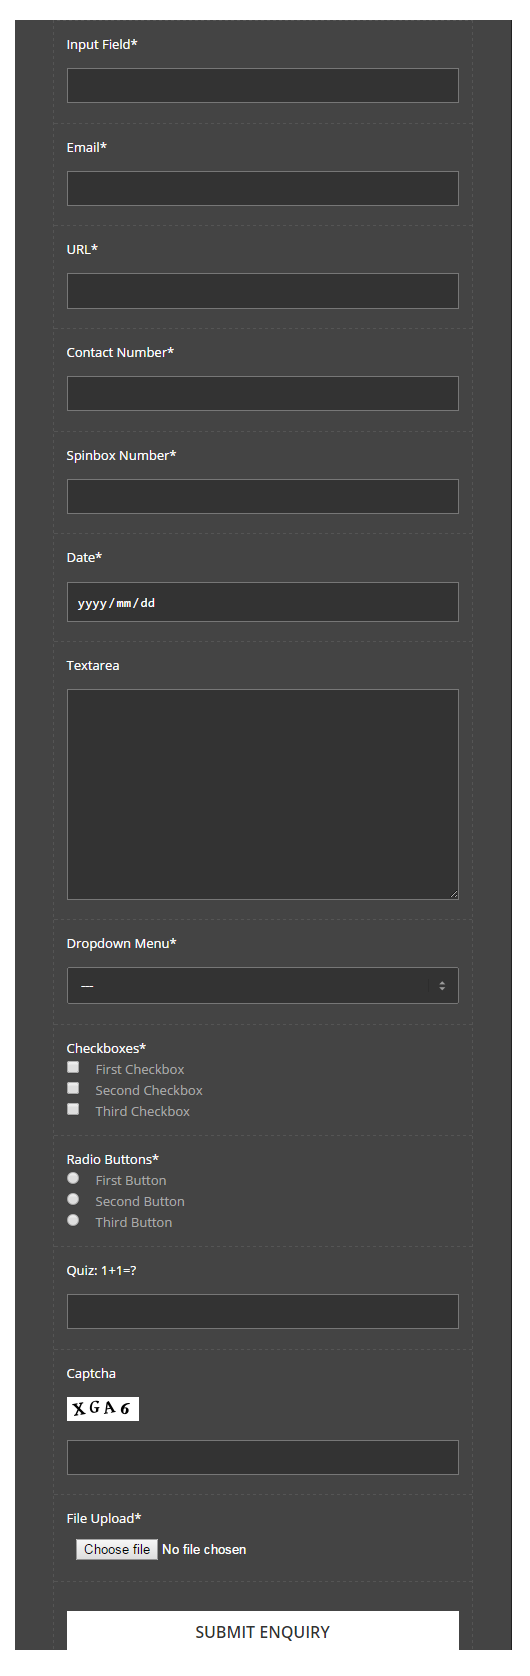 Input Field*
Email*
URL*
Contact Number*
Spinbox Number*
Date*
yyyy/mm/dd
Textarea
Dropdown Menu*
---
Checkboxes*
First Checkbox
Second Checkbox
Third Checkbox
Radio Buttons*
First Button
Second Button
Third Button
Quiz: 1+1=?
Captcha
XGA6
File Upload*
Choose file No file chosen
SUBMIT ENQUIRY